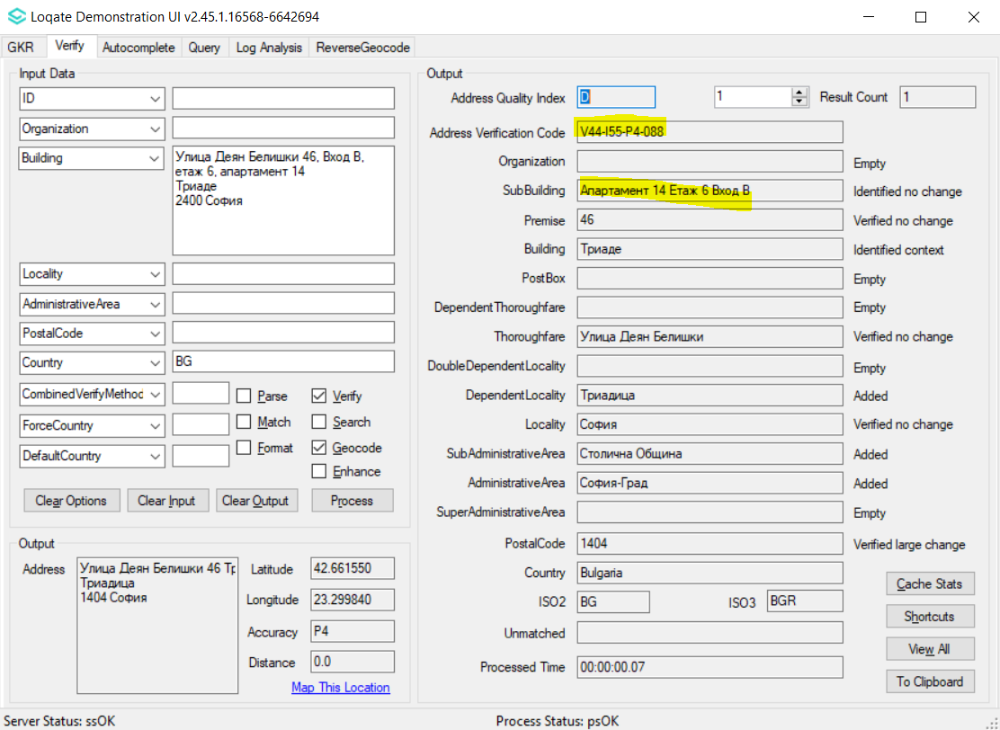 Loqate Demonstration UI v2.45.1.16568-6642694
GKR Verify Autocomplete Query Log Analysis ReverseGeocode
Input Data
ID
Organization
Building
Улица Деян Белишки 46, Вход В,
етаж 6, апартамент 14
Триаде
2400 София
Locality
AdministrativeArea
PostalCode
Country BG
CombinedVerifyMethod Parse Verify
ForceCountry Match Search
DefaultCountry Format Geocode
Enhance
Clear Options Clear Input Clear Output Process
Output
Address
Улица Деян Белишки 46 Тр
Триадица
1404 София
Latitude 42.661550
Longitude 23.299840
Accuracy P4
Distance 0.0
Map This Location
Output
Address Quality Index D 1 Result Count 1
Address Verification Code V44-I55-P4-088
Organization Empty
SubBuilding Апартамент 14 Етаж 6 Вход В Identified no change
Premise 46 Verified no change
Building Триаде Identified context
PostBox Empty
DependentThoroughfare Empty
Thoroughfare Улица Деян Белишки Verified no change
DoubleDependentLocality Empty
DependentLocality Триадица Added
Locality София Verified no change
SubAdministrativeArea Столична Община Added
AdministrativeArea София-Град Added
SuperAdministrativeArea Empty
PostalCode 1404 Verified large change
Country Bulgaria
ISO2 BG ISO3 BGR
Unmatched
Processed Time 00:00:00.07
Cache Stats
Shortcuts
View All
To Clipboard
Server Status: ssOK Process Status: psOK